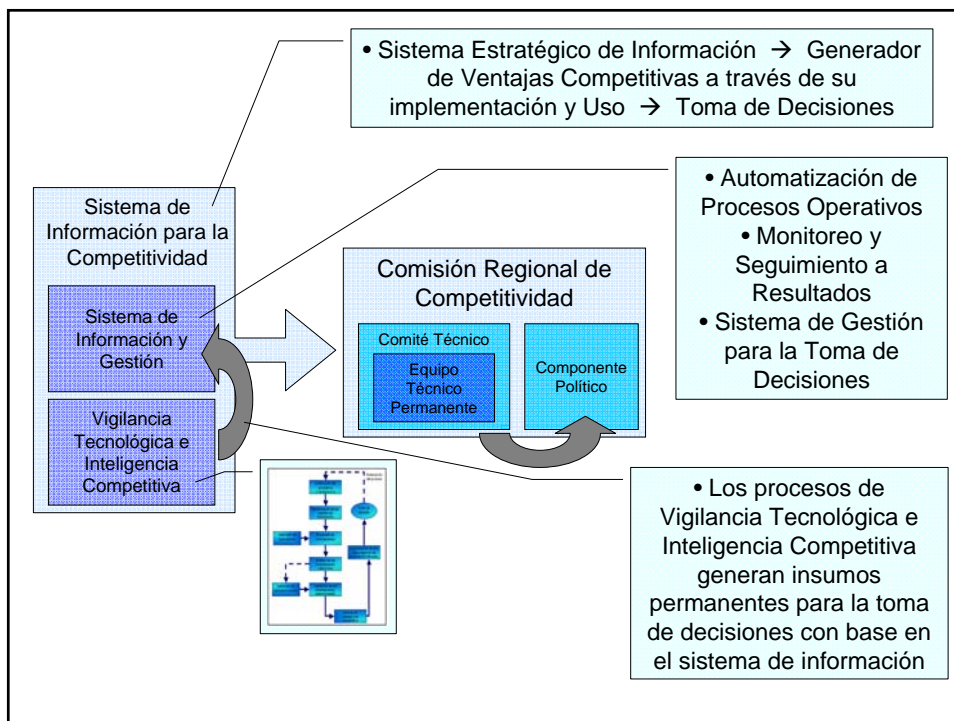 • Sistema Estratégico de Información → Generador
de Ventajas Competitivas a través de su
implementación y Uso → Toma de Decisiones
Sistema de
Información para la
Competitividad
Sistema de
Información y
Gestión
Vigilancia
Tecnológica e
Inteligencia
Competitiva
Comisión Regional de
Competitividad
Comité Técnico
Equipo
Técnico
Permanente
Componente
Político
• Automatización de
Procesos Operativos
• Monitoreo y
Seguimiento a
Resultados
• Sistema de Gestión
para la Toma de
Decisiones
• Los procesos de
Vigilancia Tecnológica e
Inteligencia Competitiva
generan insumos
permanentes para la toma
de decisiones con base en
el sistema de información